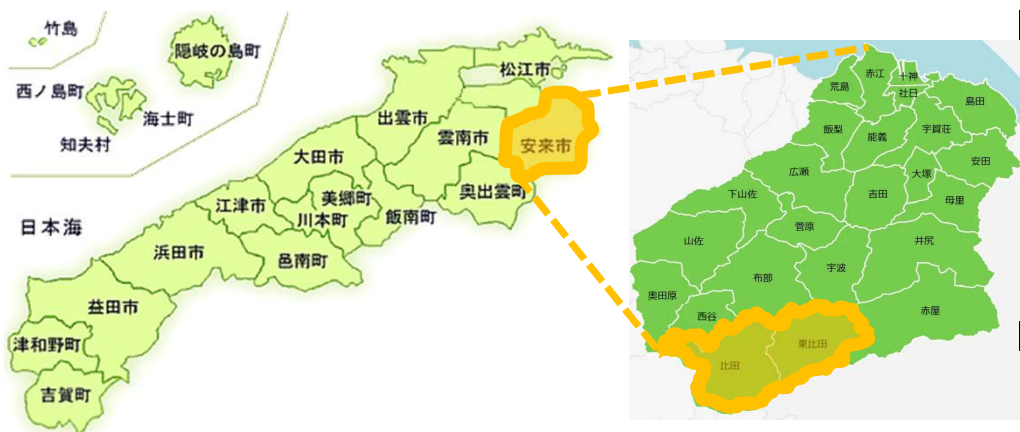 竹島
隠岐の島町
西ノ島町
海士町
知夫村
松江市
出雲市
雲南市
安来市
大田市
奥出雲町
美郷町
江津市
川本町
飯南町
日本海
浜田市
邑南町
益田市
津和野町
吉賀町
荒島
赤江
十神
社日
島田
飯梨
能義
宇賀荘
安田
広瀬
大塚
下山佐
吉田
母里
菅原
山佐
井尻
布部
宇波
奥田原
西谷
赤屋
東比田
比田